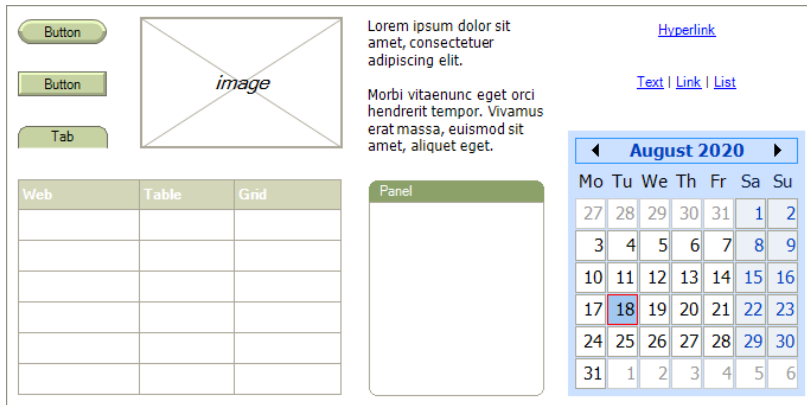 Button
Button
Tab
image
Lorem ipsum dolor sit
amet, consectetuer
adipiscing elit.
Morbi vitaenunc eget orci
hendrerit tempor. Vivamus
erat massa, euismod sit
amet, aliquet eget.
Hyperlink
Text | Link | List
Web Table Grid
Panel
August 2020
Mo Tu We Th Fr Sa Su
27 28 29 30 31 1 2
3 4 5 6 7 8 9
10 11 12 13 14 15 16
17 18 19 20 21 22 23
24 25 26 27 28 29 30
31 1 2 3 4 5 6